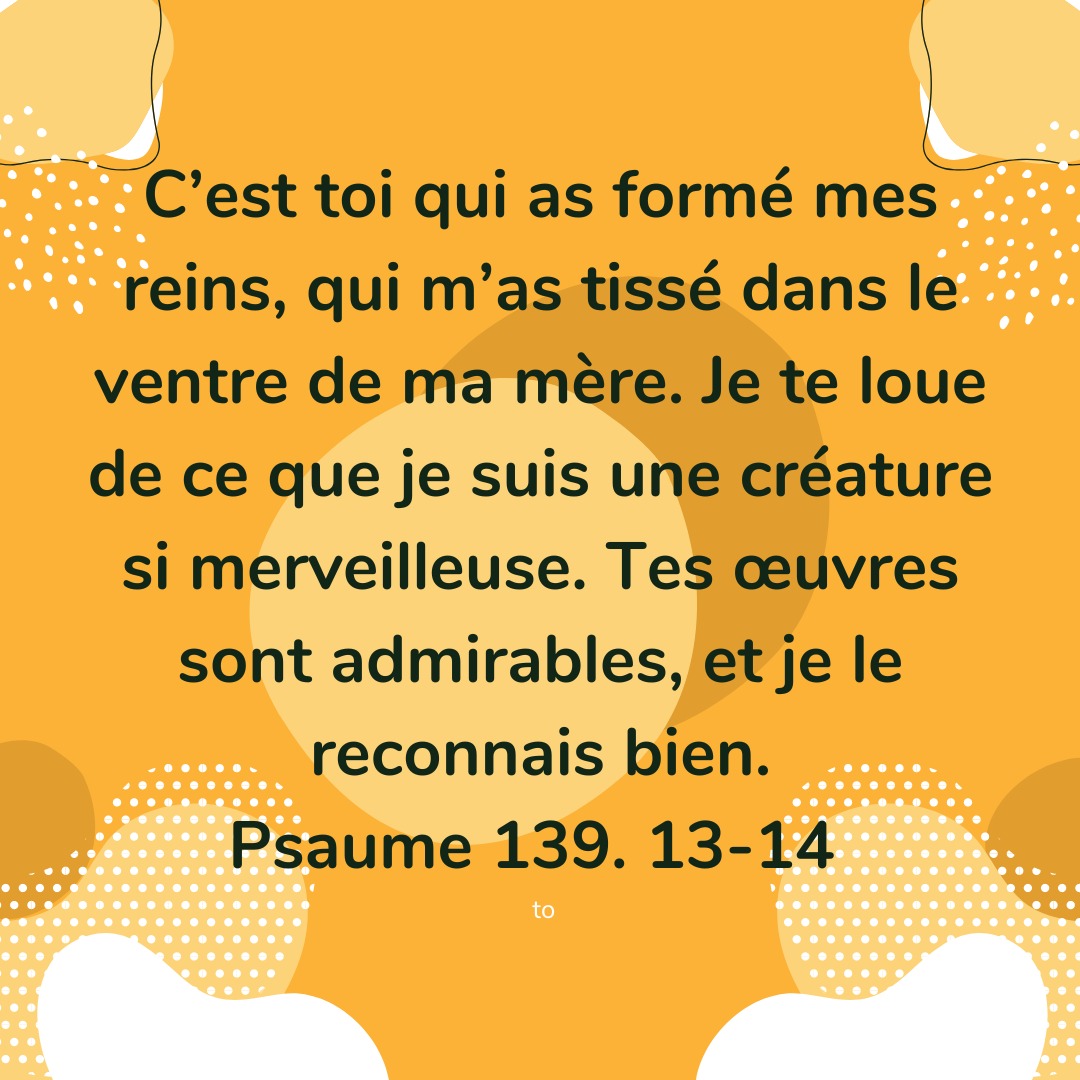 C’est toi qui as formé mes
reins, qui m’as tissé dans le
ventre de ma mère. Je te loue
de ce que je suis une créature
si merveilleuse. Tes œuvres
sont admirables, et je le
reconnais bien.
Psaume 139. 13-14
to